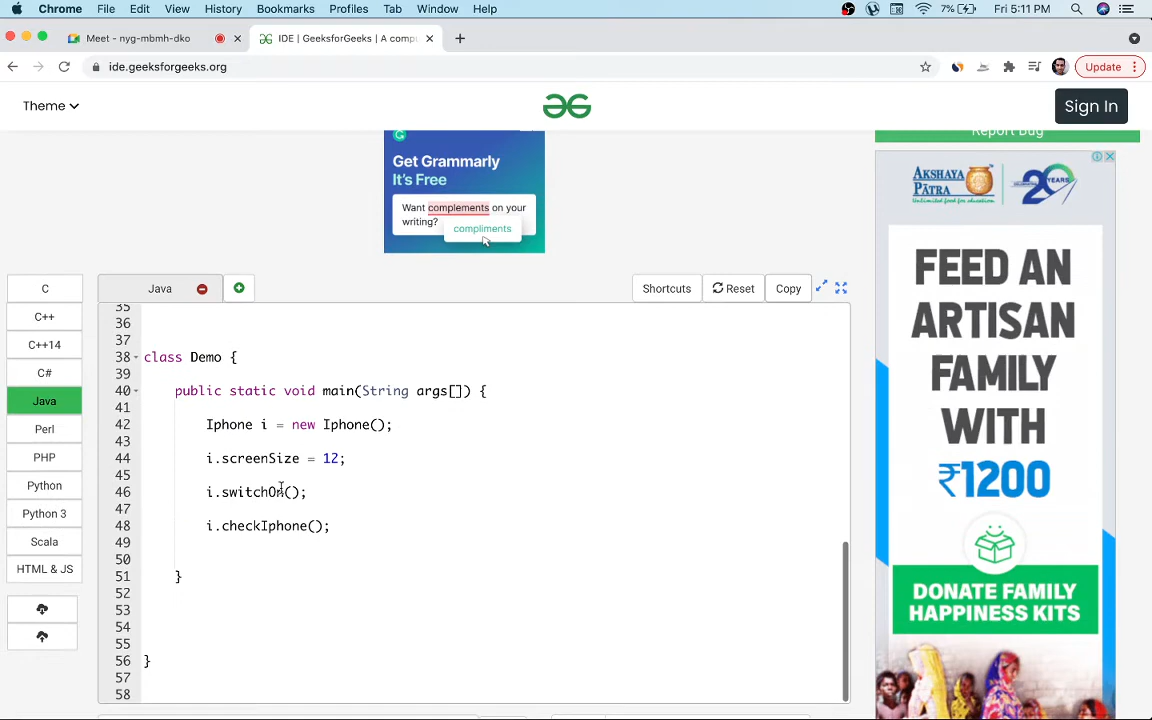 Chrome File Edit View History Bookmarks Profiles Tab Window Help 7% Fri 5:11 PM
Meet - nyg-mbmh-dko
IDE | GeeksforGeeks | A comp
ide.geeksforgeeks.org
Update
Theme
Sign In
Report Bug
Get Grammarly
It's Free
Want complements on your
writing?
compliments
AKSHAYA
PĀTRA
Unlimited food for education
20 YEARS
FEED AN
ARTISAN
FAMILY
WITH
₹1200
DONATE FAMILY
HAPPINESS KITS
C
C++
C++14
C#
Java
Perl
PHP
Python
Python 3
Scala
HTML & JS
Java
Shortcuts
Reset
Copy
35
36
37
38 class Demo {
39
40 public static void main(String args[]) {
41
42 Iphone i = new Iphone();
43
44 i.screenSize = 12;
45
46 i.switchOn();
47
48 i.checkIphone();
49
50
51 }
52
53
54
55
56 }
57
58